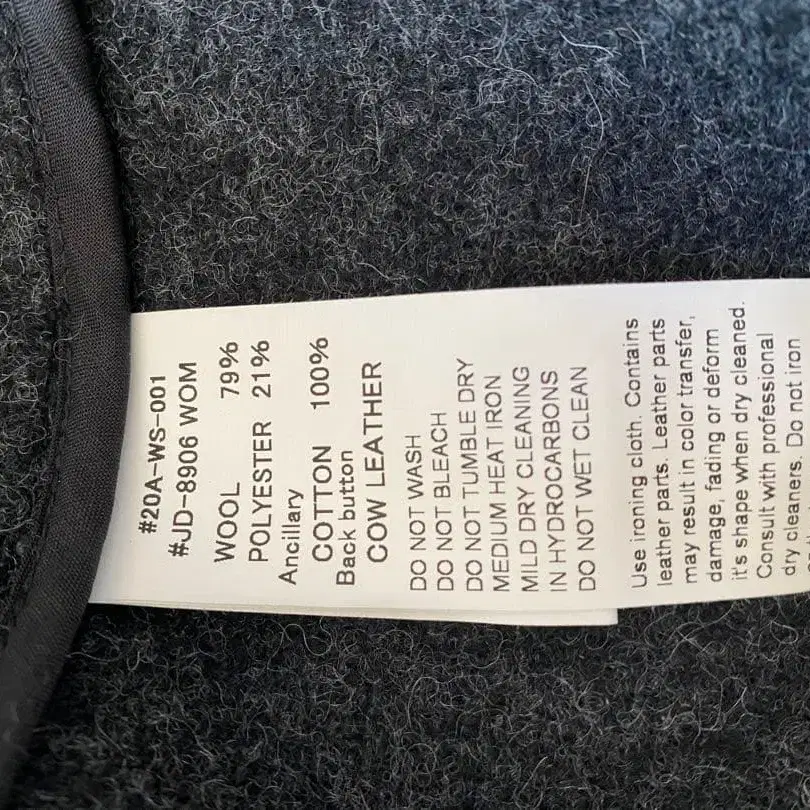 #20A-WS-001
#JD-8906 WOM
WOOL 79%
POLYESTER 21%
Ancillary
COTTON 100%
Back button
COW LEATHER
DO NOT WASH
DO NOT BLEACH
DO NOT TUMBLE DRY
MEDIUM HEAT IRON
MILD DRY CLEANING
IN HYDROCARBONS
DO NOT WET CLEAN
Use ironing cloth. Contains
leather parts. Leather parts
may result in color transfer,
damage, fading or deform
it's shape when dry cleaned.
Consult with professional
dry cleaners. Do not iron